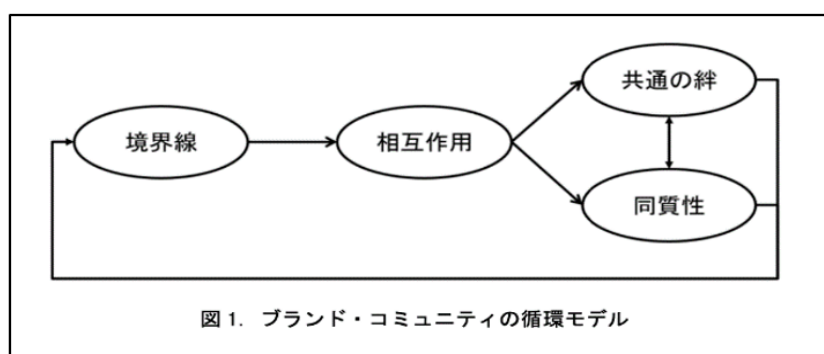 境界線
相互作用
共通の絆
同質性
図 1. ブランド・コミュニティの循環モデル